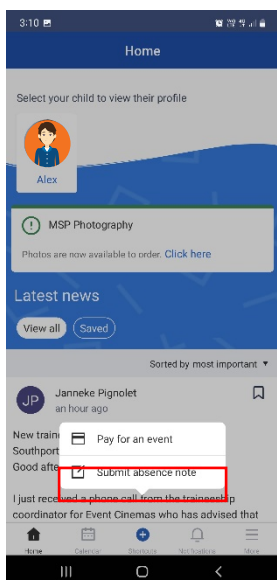 3:10
Home
Select your child to view their profile
Alex
MSP Photography
Photos are now available to order. Click here
Latest news
View all
Saved
Sorted by most important
JP
Janneke Pignolet
an hour ago
New train
Southport
Good afte
Pay for an event
Submit absence note
I just received a phone call from the traineeship
coordinator for Event Cinemas who has advised that
Home Calendar Shortcuts Notifications More